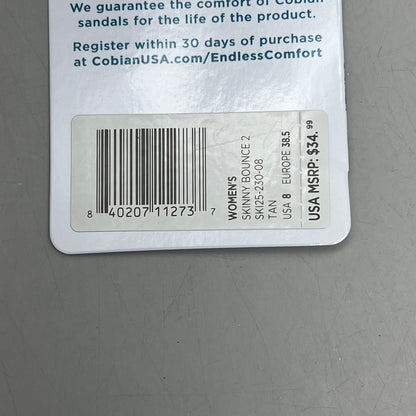 We guarantee the comfort of Cobian
sandals for the life of the product.
Register within 30 days of purchase
at CobianUSA.com/EndlessComfort
8 40207 11273 7
WOMEN'S
SKINNY BOUNCE 2
SKI25-230-08
TAN
USA 8 EUROPE 38.5
USA MSRP: $34.99